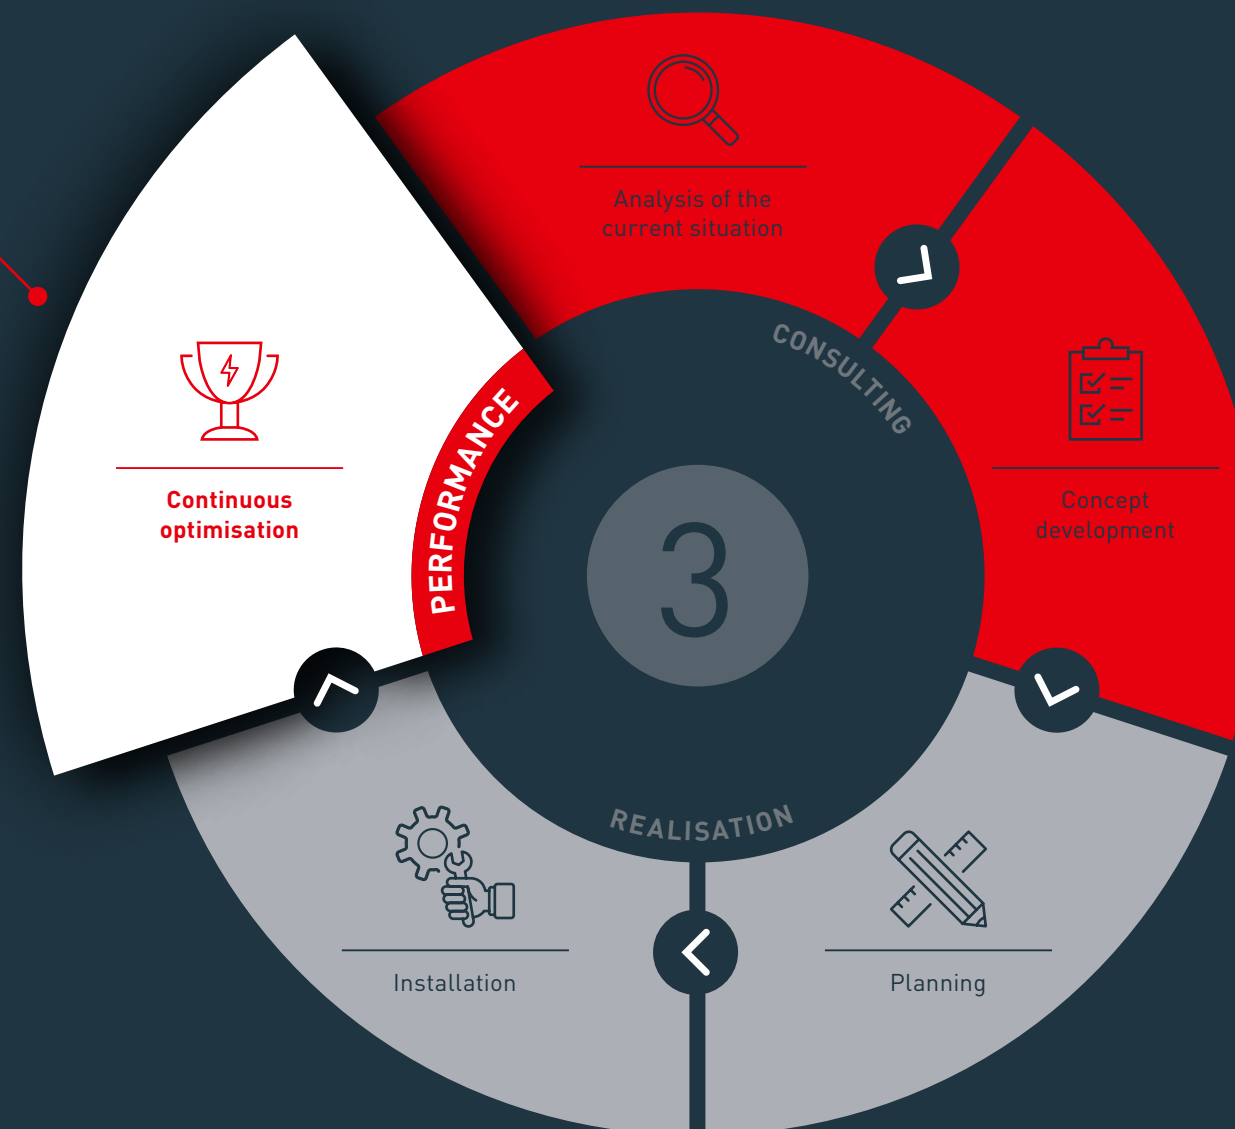 Analysis of the
current situation
CONSULTING
Concept
development
PERFORMANCE
Continuous
optimisation
3
REALISATION
Installation
Planning